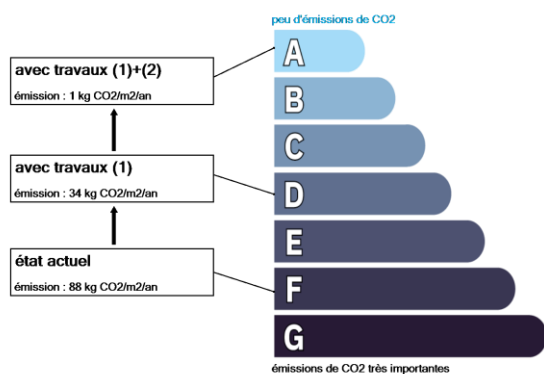 peu d'émissions de CO2
A
avec travaux (1)+(2)
émission : 1 kg CO2/m2/an
B
C
avec travaux (1)
émission : 34 kg CO2/m2/an
D
E
état actuel
émission : 88 kg CO2/m2/an
F
G
émissions de CO2 très importantes